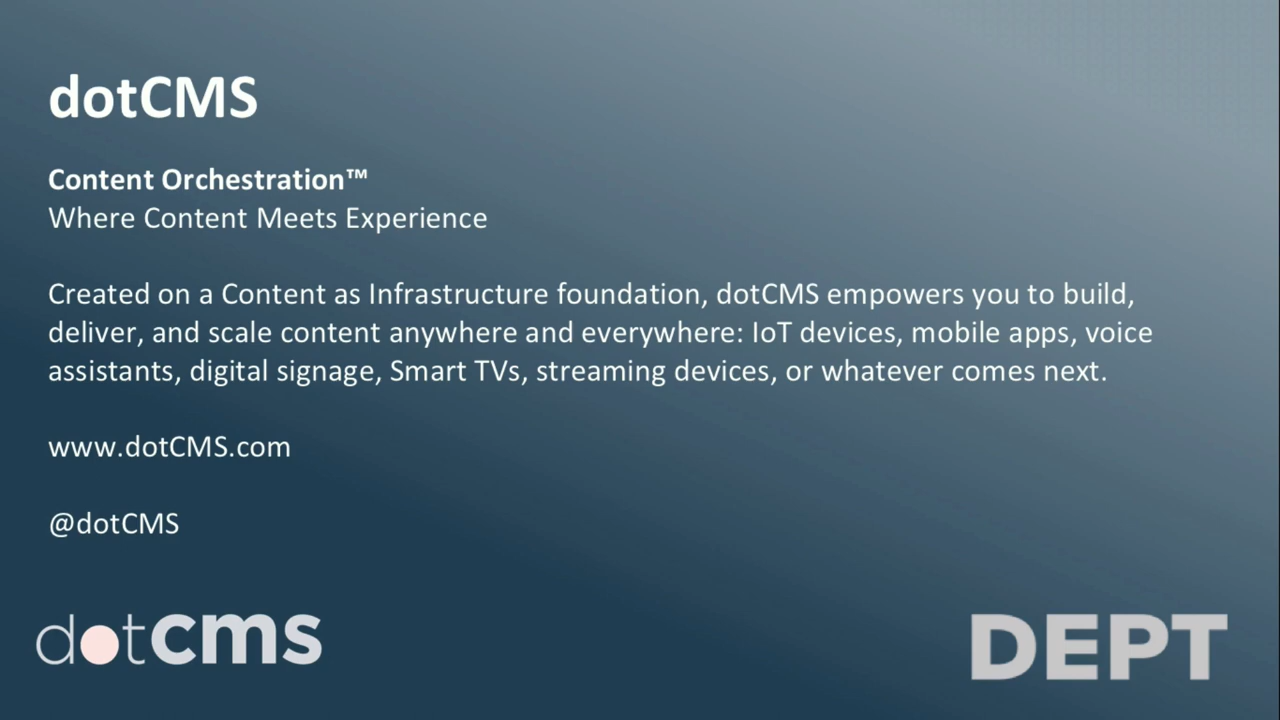 dotCMS
Content Orchestration™
Where Content Meets Experience
Created on a Content as Infrastructure foundation, dotCMS empowers you to build,
deliver, and scale content anywhere and everywhere: IoT devices, mobile apps, voice
assistants, digital signage, Smart TVs, streaming devices, or whatever comes next.
www.dotCMS.com
@dotCMS
dotcms
DEPT